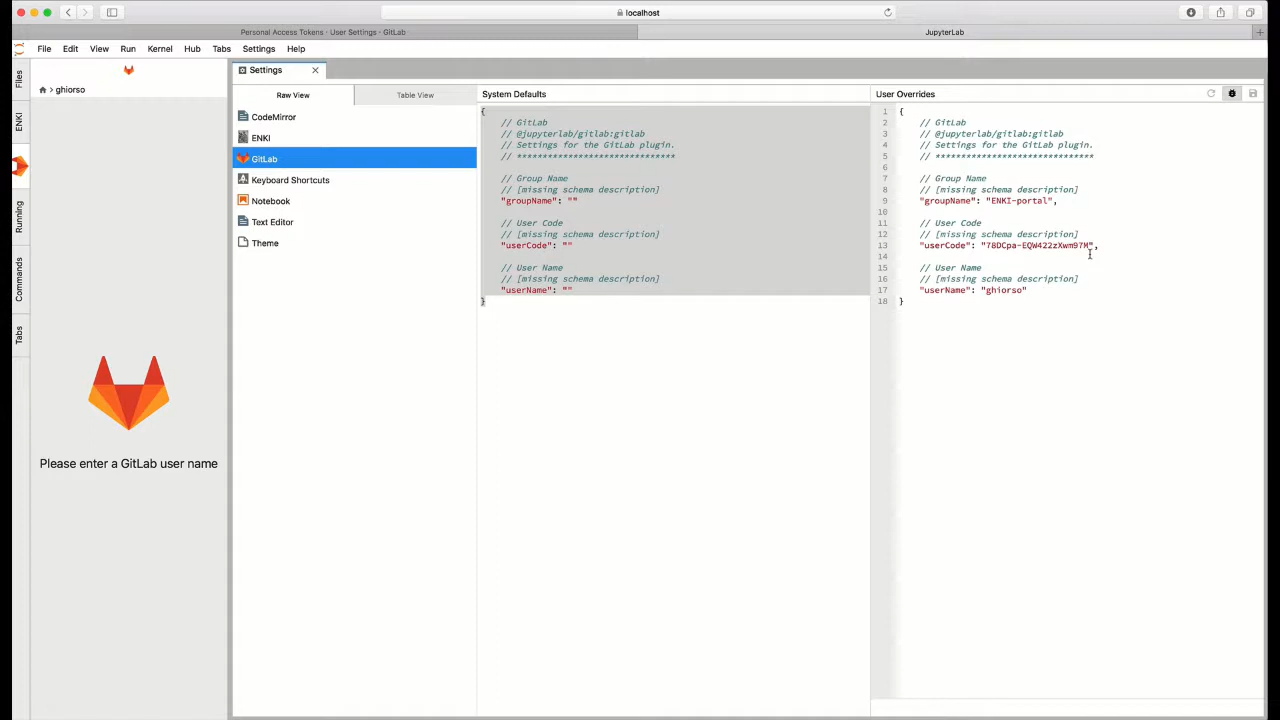 localhost
Personal Access Tokens · User Settings · GitLab
JupyterLab
File Edit View Run Kernel Hub Tabs Settings Help
Files
ENKI
Running
Commands
Tabs
ghiorso
Please enter a GitLab user name
Settings
Raw View
Table View
CodeMirror
ENKI
GitLab
Keyboard Shortcuts
Notebook
Text Editor
Theme
System Defaults
{
// GitLab
// @jupyterlab/gitlab:gitlab
// Settings for the GitLab plugin.
// *******************************
// Group Name
// [missing schema description]
"groupName": ""
// User Code
// [missing schema description]
"userCode": ""
// User Name
// [missing schema description]
"userName": ""
}
User Overrides
1 {
2 // GitLab
3 // @jupyterlab/gitlab:gitlab
4 // Settings for the GitLab plugin.
5 // *******************************
6
7 // Group Name
8 // [missing schema description]
9 "groupName": "ENKI-portal",
10
11 // User Code
12 // [missing schema description]
13 "userCode": "78DCpa-EQW422zXwm97M",
14
15 // User Name
16 // [missing schema description]
17 "userName": "ghiorso"
18 }